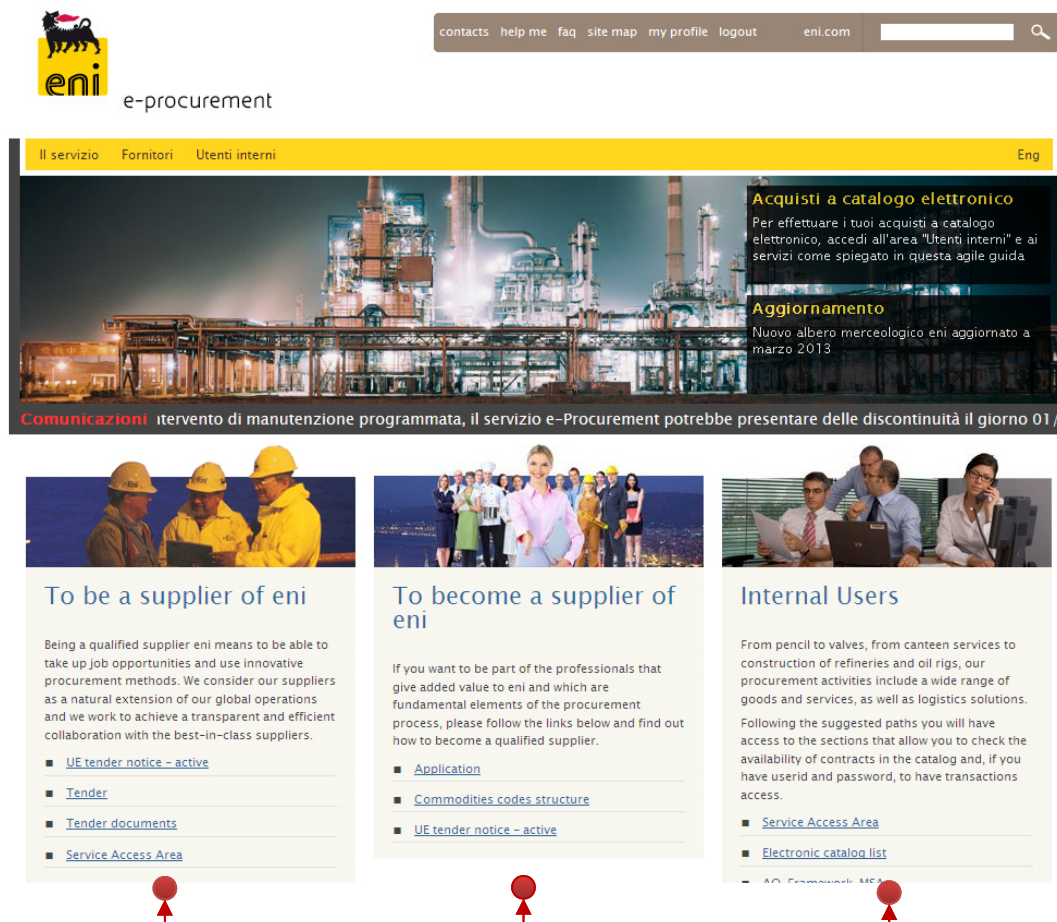 contacts help me faq site map my profile logout eni.com
eni
e-procurement
Il servizio Fornitori Utenti interni Eng
Acquisti a catalogo elettronico
Per effettuare i tuoi acquisti a catalogo
elettronico, accedi all'area "Utenti interni" e ai
servizi come spiegato in questa agile guida
Aggiornamento
Nuovo albero merceologico eni aggiornato a
marzo 2013
Comunicazioni ntervento di manutenzione programmata, il servizio e-Procurement potrebbe presentare delle discontinuità il giorno 01/
To be a supplier of eni
Being a qualified supplier eni means to be able to
take up job opportunities and use innovative
procurement methods. We consider our suppliers
as a natural extension of our global operations
and we work to achieve a transparent and efficient
collaboration with the best-in-class suppliers.
UE tender notice - active
Tender
Tender documents
Service Access Area
To become a supplier of
eni
If you want to be part of the professionals that
give added value to eni and which are
fundamental elements of the procurement
process, please follow the links below and find out
how to become a qualified supplier.
Application
Commodities codes structure
UE tender notice - active
Internal Users
From pencil to valves, from canteen services to
construction of refineries and oil rigs, our
procurement activities include a wide range of
goods and services, as well as logistics solutions.
Following the suggested paths you will have
access to the sections that allow you to check the
availability of contracts in the catalog and, if you
have userid and password, to have transactions
access.
Service Access Area
Electronic catalog list